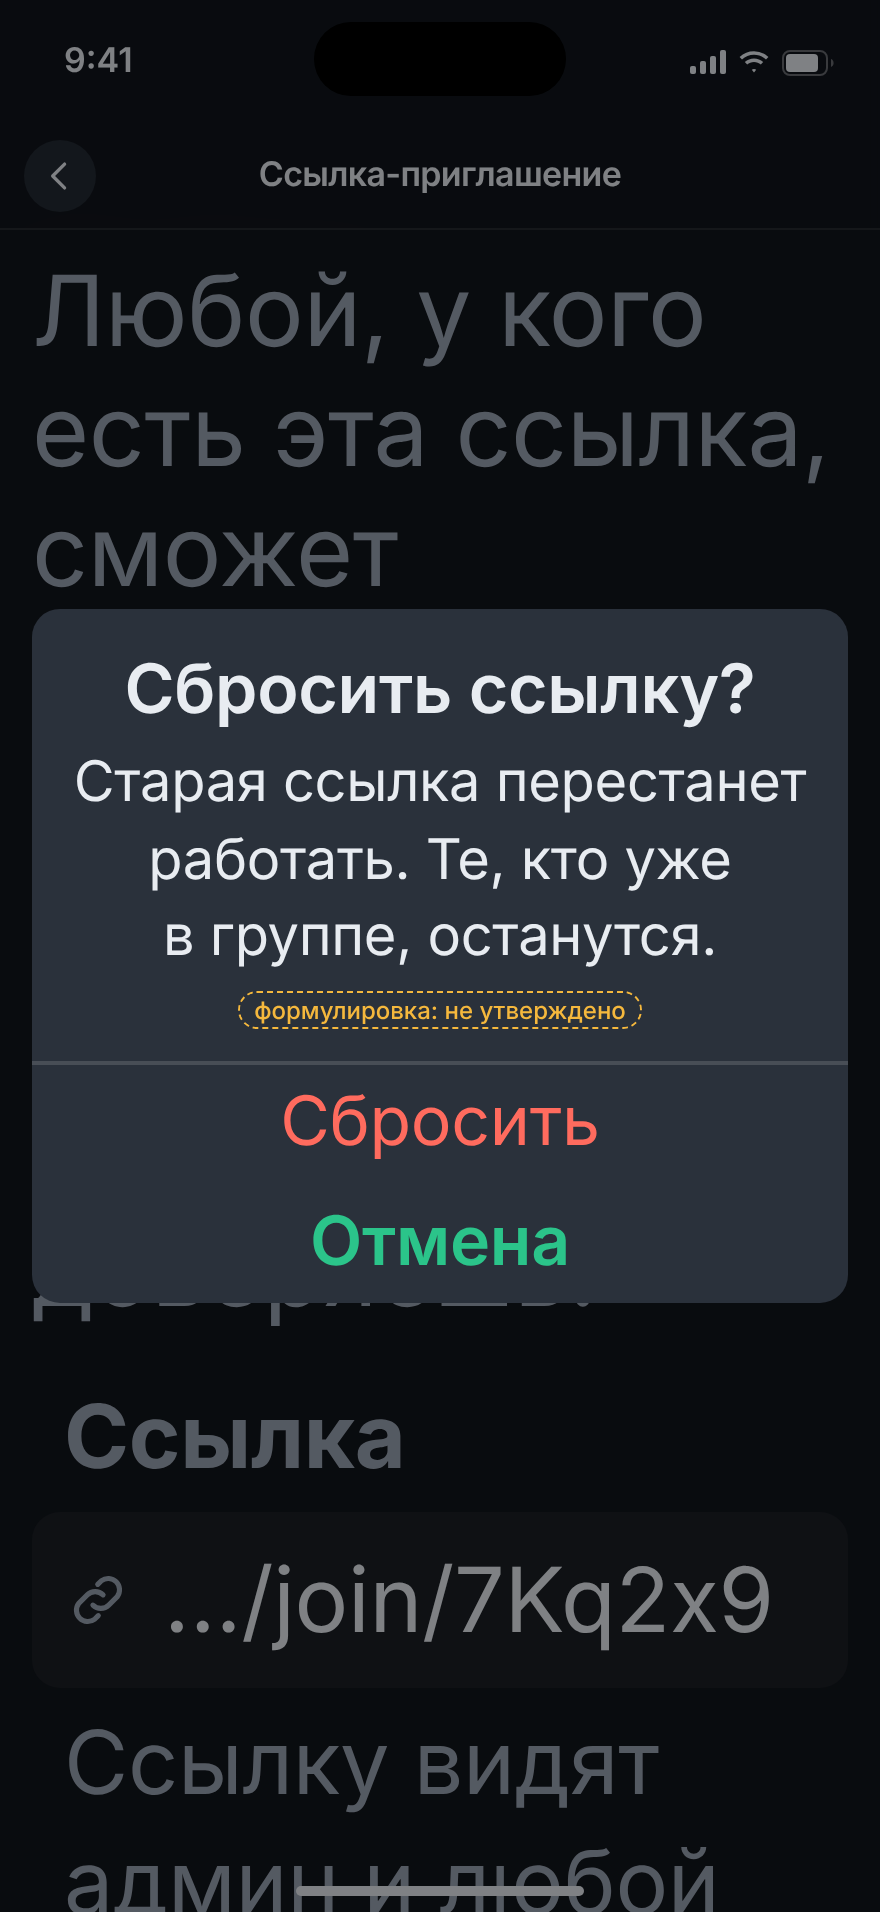 9:41
Ссылка-приглашение
Любой, у кого
есть эта ссылка,
сможет
Сбросить ссылку?
Старая ссылка перестанет
работать. Те, кто уже
в группе, останутся.
формулировка: не утверждено
Сбросить
Отмена
Ссылка
.../join/7Kq2x9
Ссылку видят
админ и любой